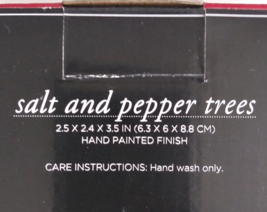 salt and pepper trees
2.5 X 2.4 X 3.5 IN (6.3 X 6 X 8.8 CM)
HAND PAINTED FINISH
CARE INSTRUCTIONS: Hand wash only.